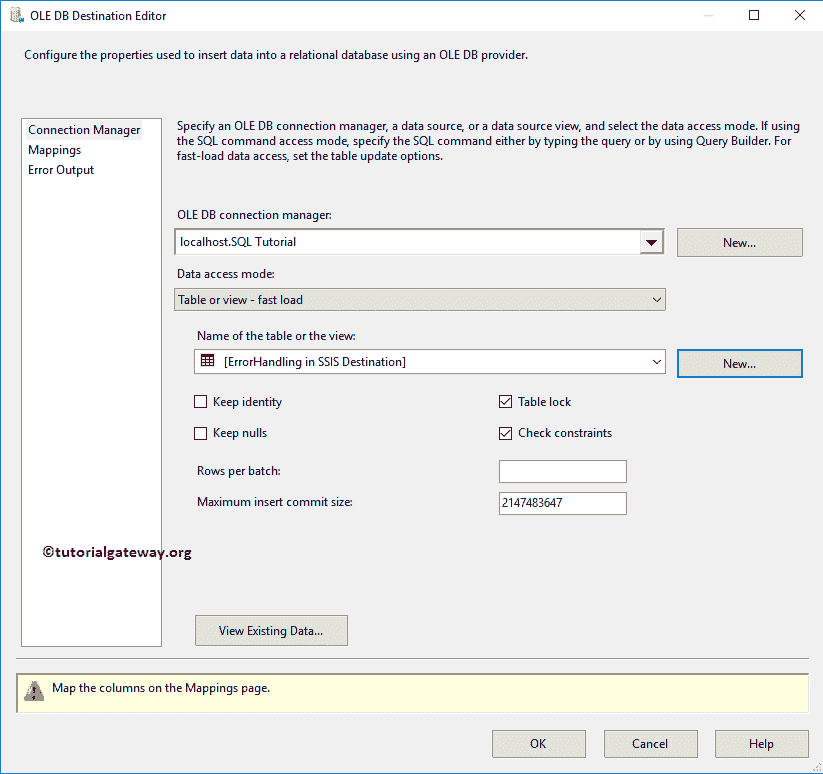 OLE DB Destination Editor
Configure the properties used to insert data into a relational database using an OLE DB provider.
Connection Manager
Mappings
Error Output
Specify an OLE DB connection manager, a data source, or a data source view, and select the data access mode. If using
the SQL command access mode, specify the SQL command either by typing the query or by using Query Builder. For
fast-load data access, set the table update options.
OLE DB connection manager:
localhost.SQL Tutorial
New...
Data access mode:
Table or view - fast load
Name of the table or the view:
[ErrorHandling in SSIS Destination]
New...
Keep identity
Table lock
Keep nulls
Check constraints
Rows per batch:
Maximum insert commit size:
2147483647
©tutorialgateway.org
View Existing Data...
Map the columns on the Mappings page.
OK
Cancel
Help